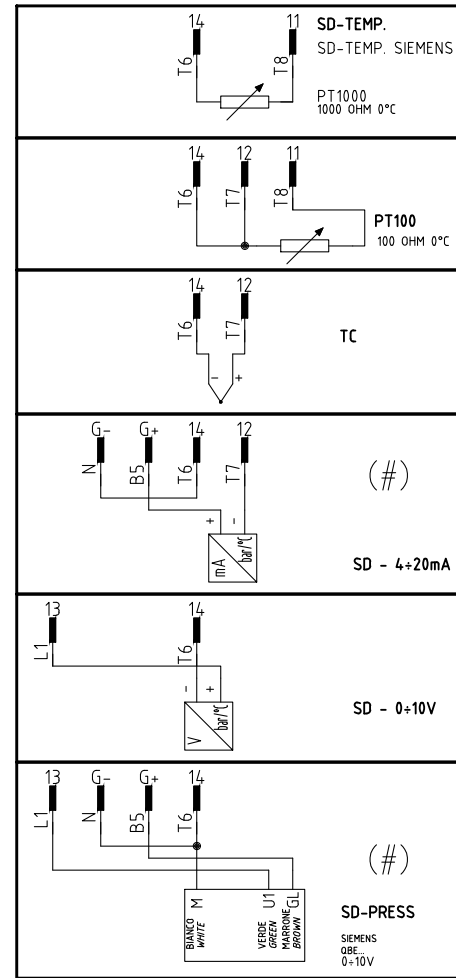 14 11
T6 T8
SD-TEMP.
SD-TEMP. SIEMENS
PT1000
1000 OHM 0°C
14 12 11
T6 T7 T8
PT100
100 OHM 0°C
14 12
T6 T7
- +
TC
G- G+ 14 12
N B5 T6 T7
+ -
mA bar/°C
(#)
SD - 4÷20mA
13 14
L1 T6
- +
V bar/°C
SD - 0÷10V
13 G- G+ 14
L1 N B5 T6
BIANCO VERDE MARRONE
WHITE GREEN BROWN
M U1 GL
(#)
SD-PRESS
SIEMENS
QBE...
0÷10V